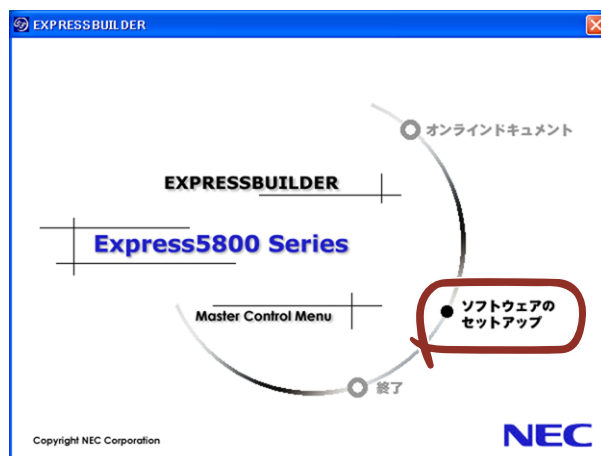 EXPRESSBUILDER
オンラインドキュメント
EXPRESSBUILDER
Express5800 Series
ソフトウェアの
セットアップ
Master Control Menu
終了
Copyright NEC Corporation
NEC